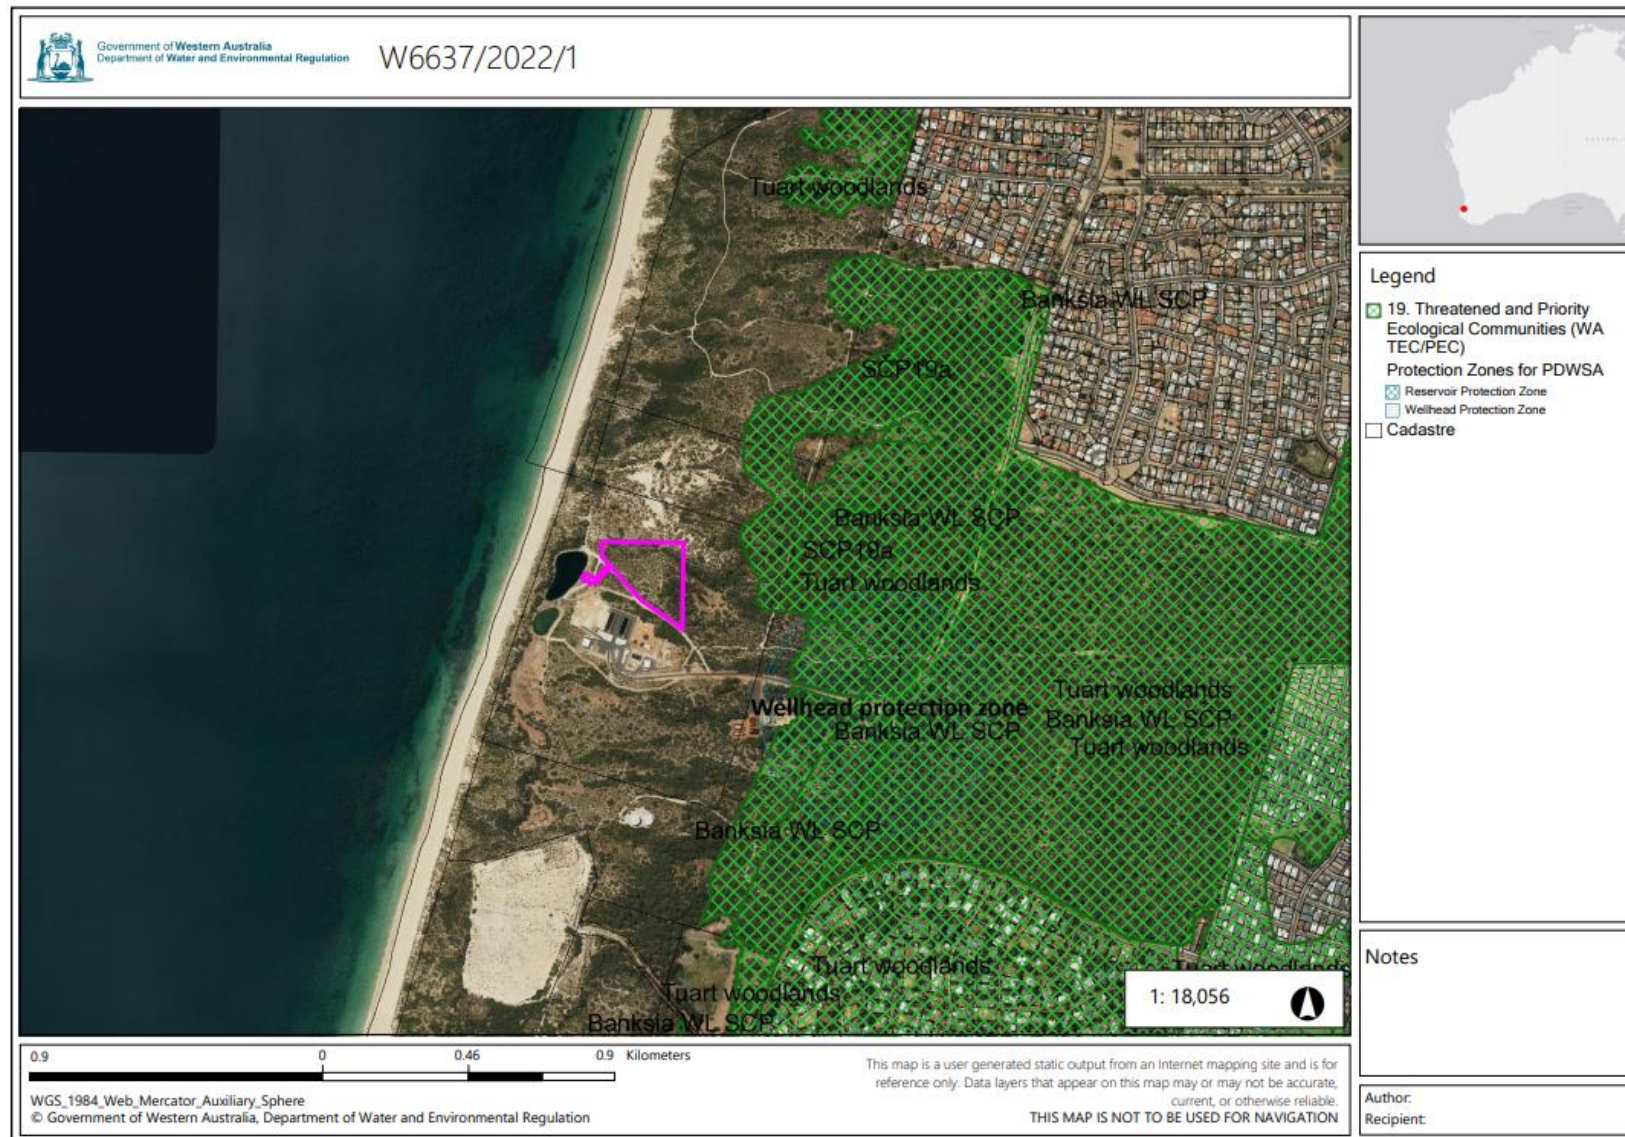 Government of Western Australia
Department of Water and Environmental Regulation
W6637/2022/1
Tuart woodlands
Banksia WL SCP
SCP19a
Banksia WL SCP
SCP19a
Tuart woodlands
Tuart woodlands
Wellhead protection zone
Banksia WL SCP
Banksia WL SCP
Tuart woodlands
Banksia WL SCP
Tuart woodlands
Tuart woodlands
Tuart woodlands
Banksia WL SCP
1: 18,056
Legend
19. Threatened and Priority
Ecological Communities (WA
TEC/PEC)
Protection Zones for PDWSA
Reservoir Protection Zone
Wellhead Protection Zone
Cadastre
Notes
Author:
Recipient:
0.9
0
0.46
0.9 Kilometers
WGS_1984_Web_Mercator_Auxiliary_Sphere
© Government of Western Australia, Department of Water and Environmental Regulation
This map is a user generated static output from an Internet mapping site and is for
reference only. Data layers that appear on this map may or may not be accurate,
current, or otherwise reliable.
THIS MAP IS NOT TO BE USED FOR NAVIGATION